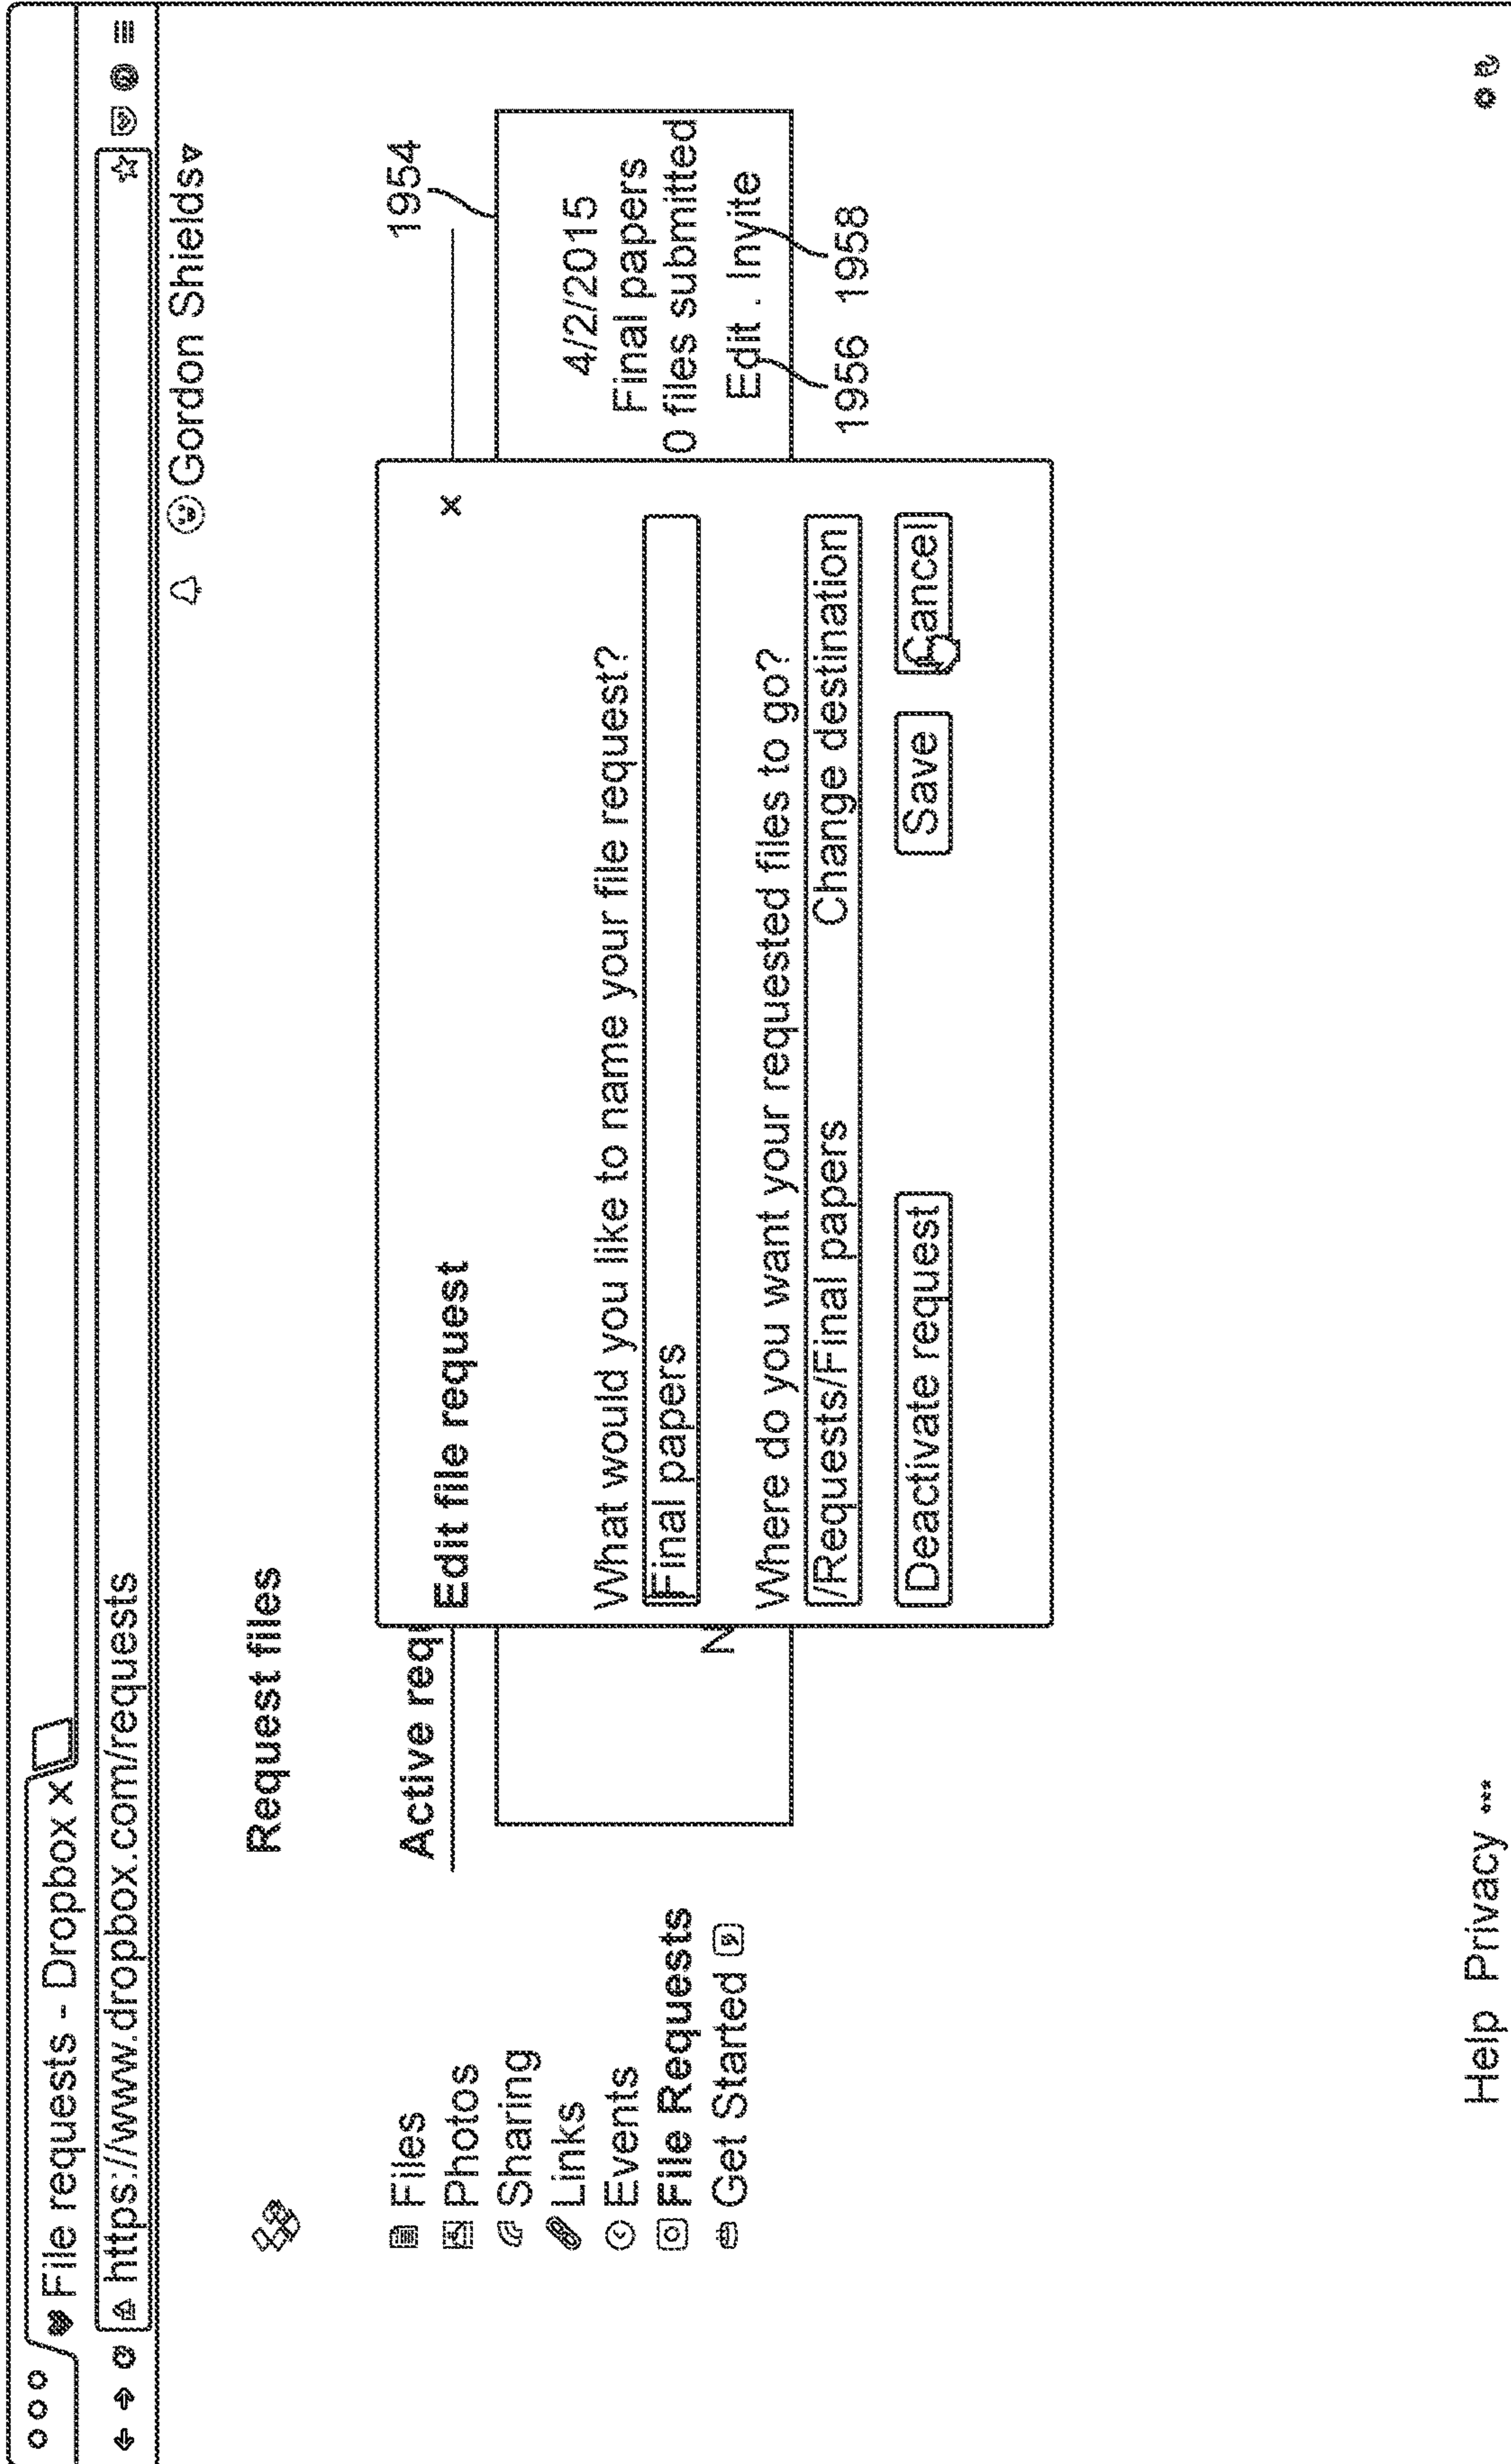 File requests - Dropbox x
https://www.dropbox.com/requests
Gordon Shields
Request files
Files
Photos
Sharing
Links
Events
File Requests
Get Started
Active requ
1954
N
4/2/2015
Final papers
0 files submitted
Edit . Invite
1956 1958
Edit file request x
What would you like to name your file request?
Final papers
Where do you want your requested files to go?
/Requests/Final papers Change destination
Deactivate request Save Cancel
Help Privacy •••